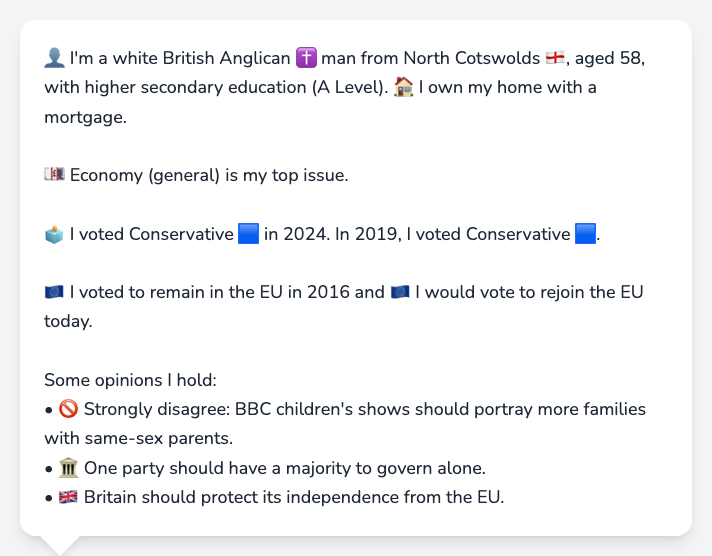 👤 I'm a white British Anglican ✝️ man from North Cotswolds 🏴󠁧󠁢󠁥󠁮󠁧󠁿, aged 58,
with higher secondary education (A Level). 🏠 I own my home with a
mortgage.
💷 Economy (general) is my top issue.
🗳️ I voted Conservative 🟦 in 2024. In 2019, I voted Conservative 🟦.
🇪🇺 I voted to remain in the EU in 2016 and 🇪🇺 I would vote to rejoin the EU
today.
Some opinions I hold:
• 🚫 Strongly disagree: BBC children's shows should portray more families
with same-sex parents.
• 🏛️ One party should have a majority to govern alone.
• 🇬🇧 Britain should protect its independence from the EU.